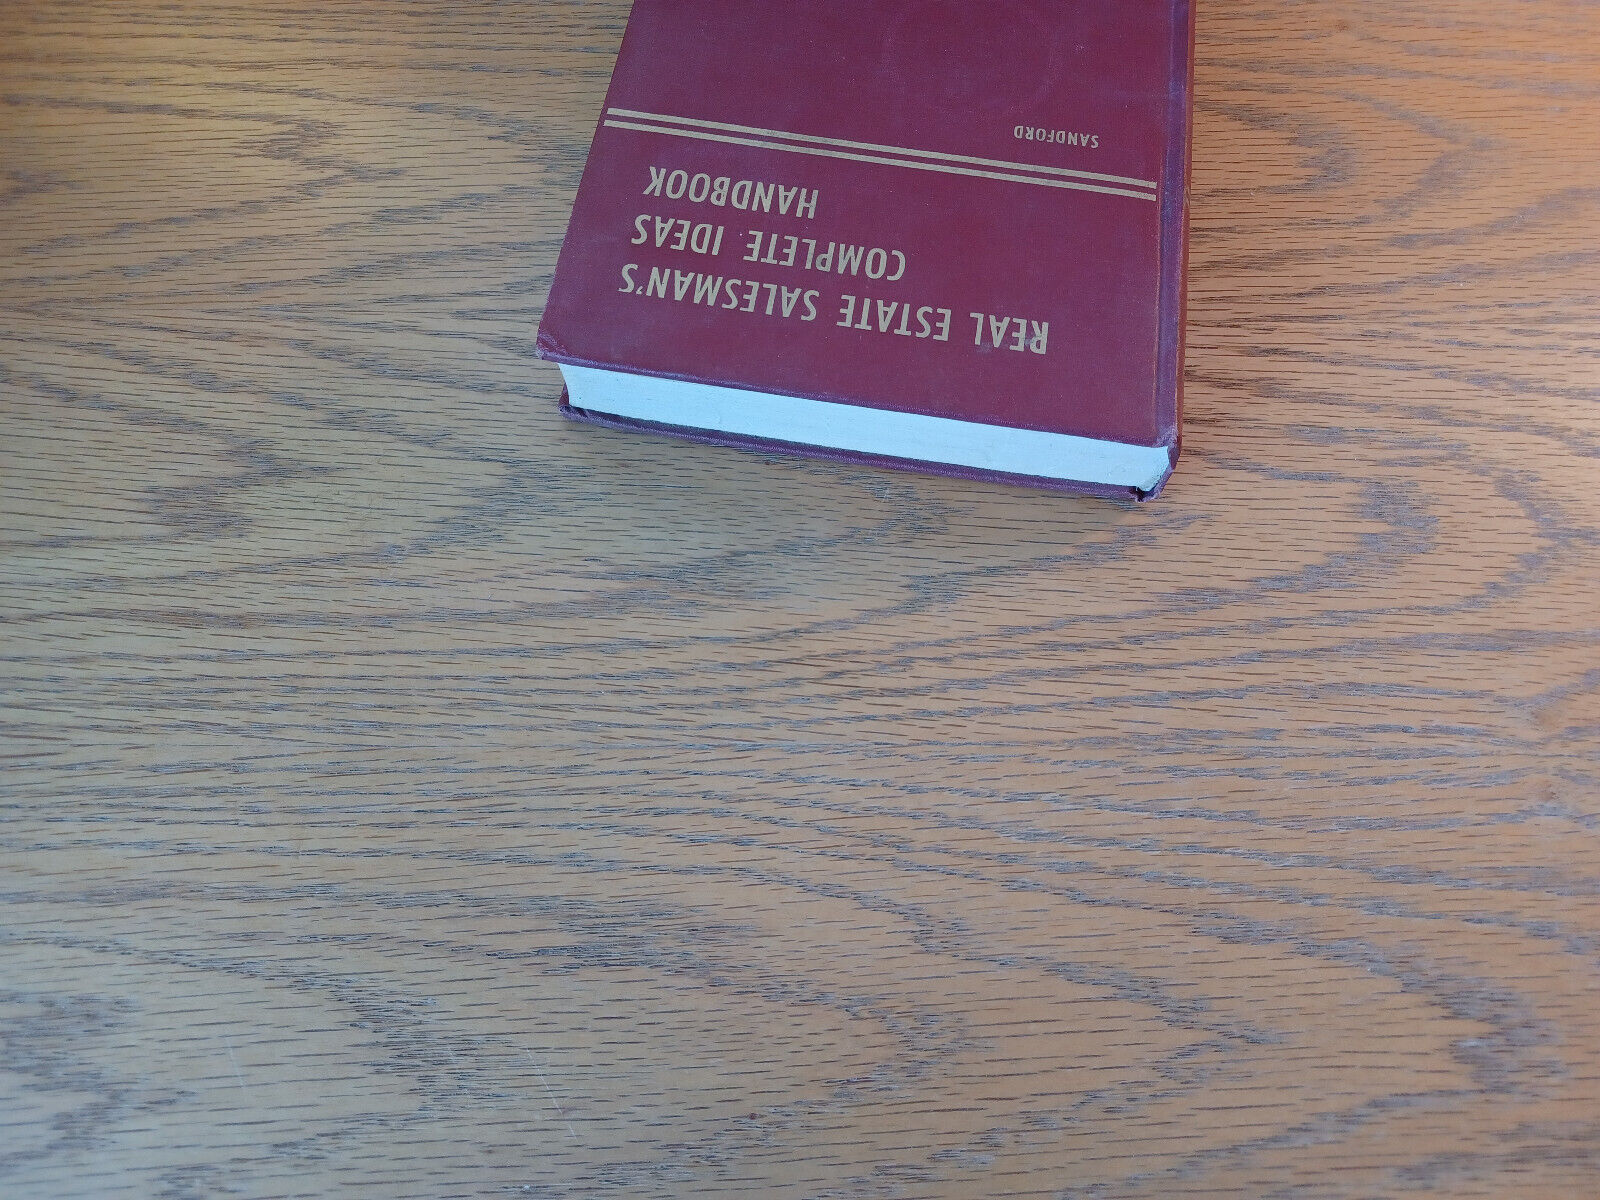 REAL ESTATE SALESMAN'S
COMPLETE IDEAS
HANDBOOK
SANDFORD